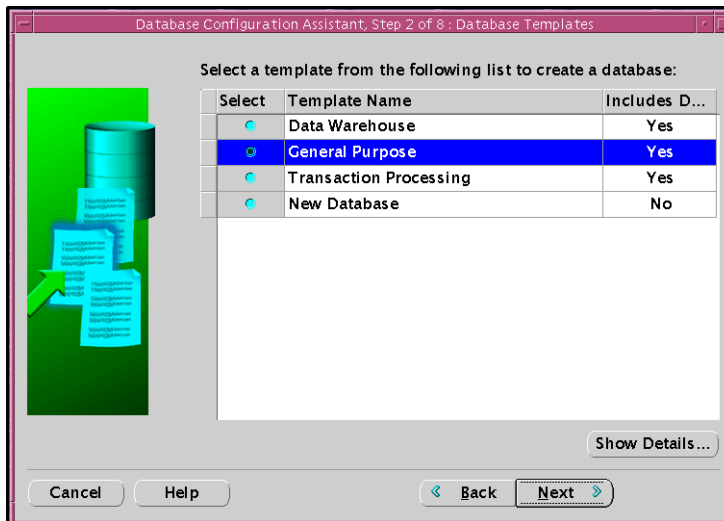 Database Configuration Assistant, Step 2 of 8 : Database Templates
Select a template from the following list to create a database:
Select Template Name Includes D...
Data Warehouse Yes
General Purpose Yes
Transaction Processing Yes
New Database No
Show Details...
Cancel Help Back Next